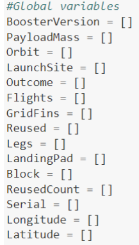 #Global variables
BoosterVersion = []
PayloadMass = []
Orbit = []
LaunchSite = []
Outcome = []
Flights = []
GridFins = []
Reused = []
Legs = []
LandingPad = []
Block = []
ReusedCount = []
Serial = []
Longitude = []
Latitude = []